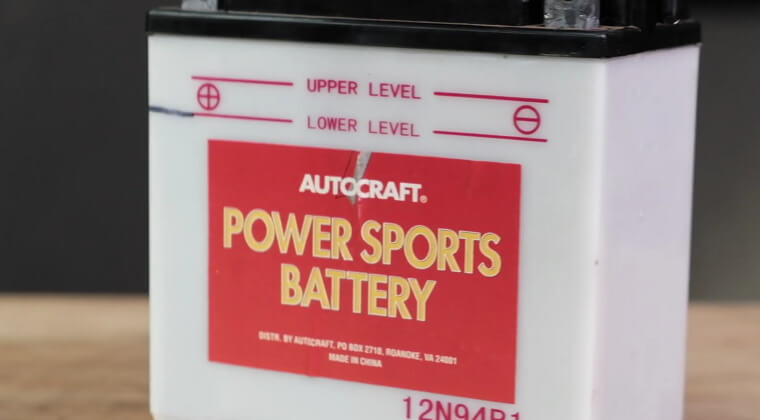 UPPER LEVEL
LOWER LEVEL
AUTOCRAFT®
POWER SPORTS
BATTERY
DISTR. BY AUTOCRAFT, PO BOX 2710, ROANOKE, VA 24001
MADE IN CHINA